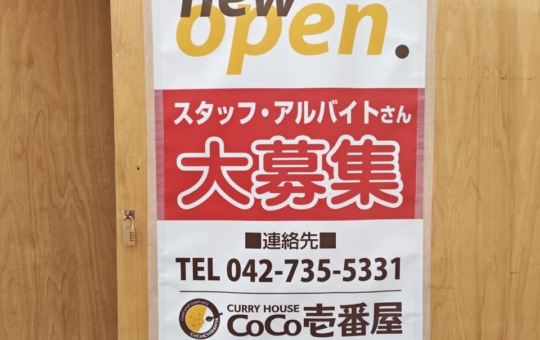 new
open.
スタッフ・アルバイトさん
大募集
■連絡先■
TEL 042-735-5331
CURRY HOUSE
CoCo壱番屋